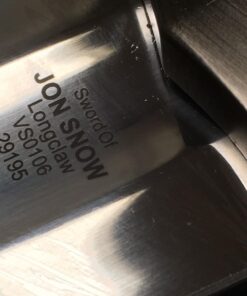 Sword Of
JON SNOW
Longclaw
VS0106
29195